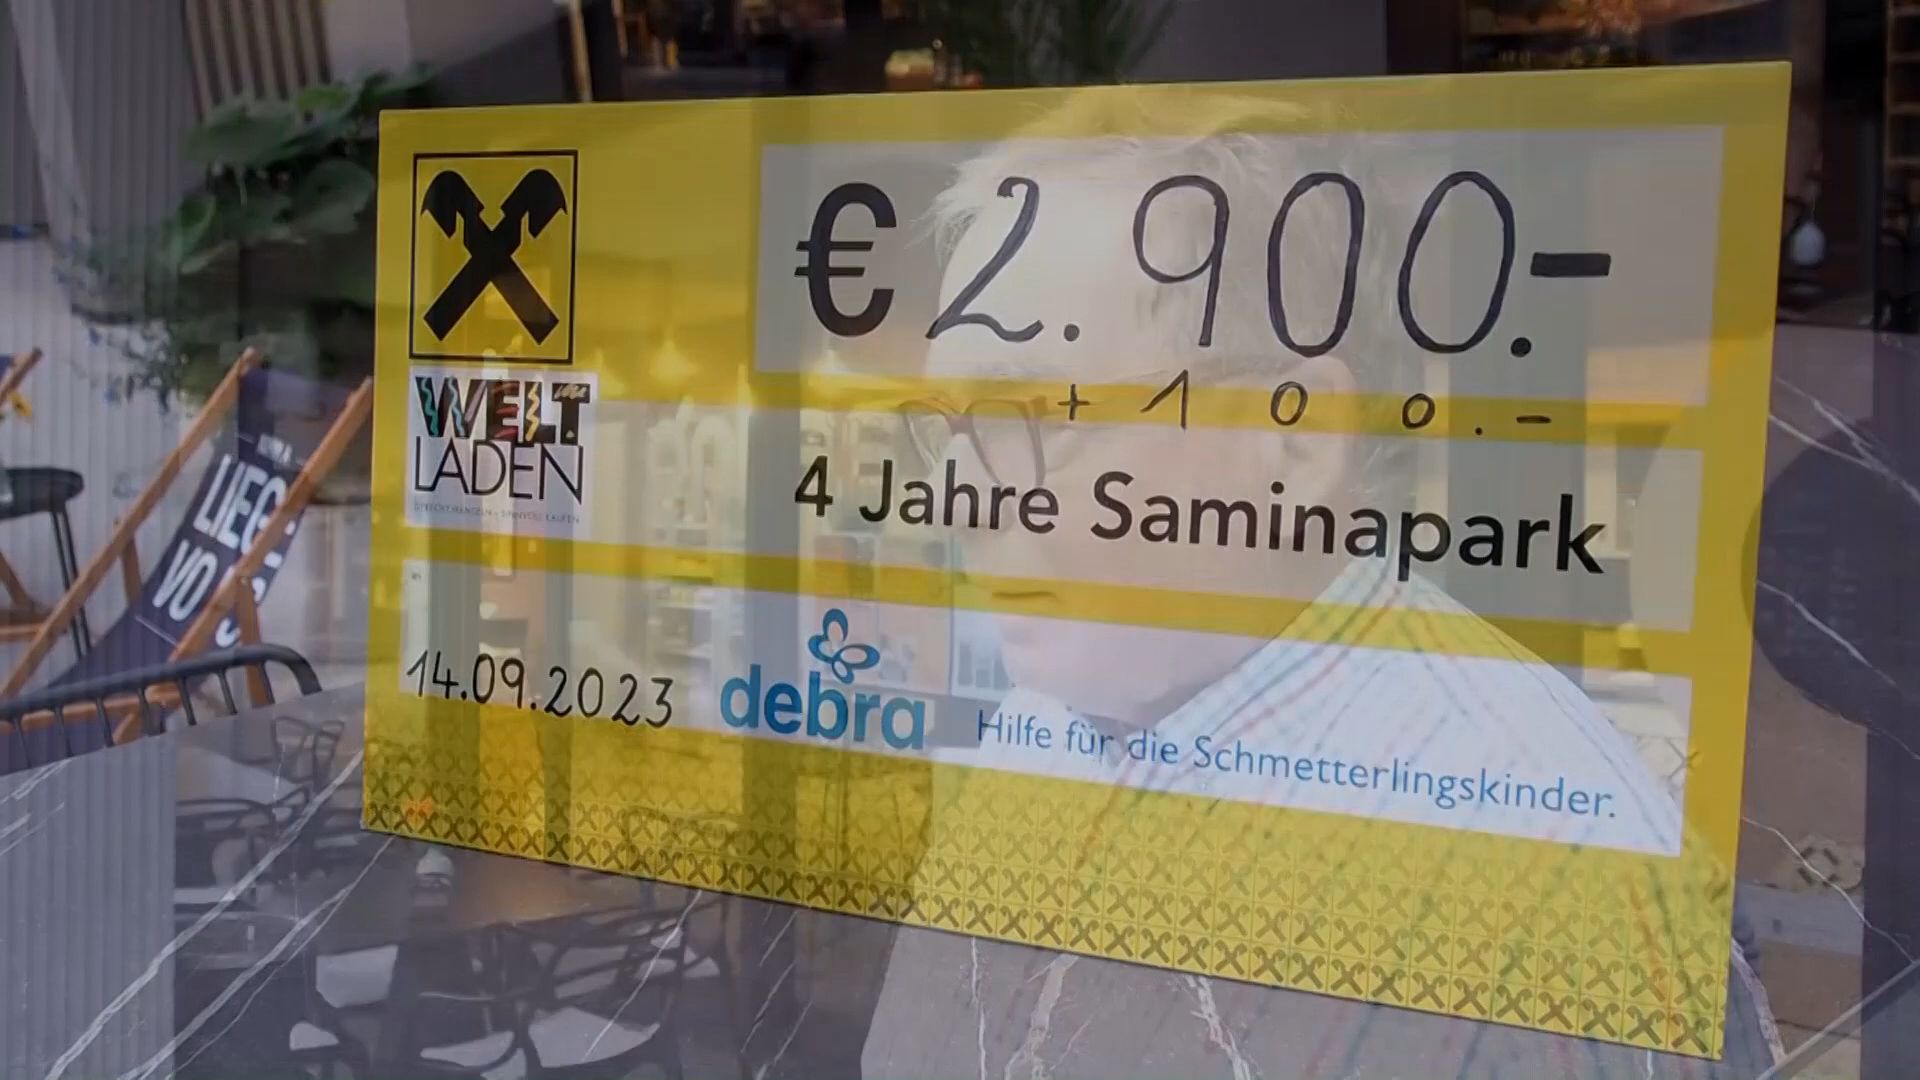 € 2.900.-
+ 100.-
WELT
LADEN
4 Jahre Saminapark
14.09.2023
debra
Hilfe für die Schmetterlingskinder.
LIEG
VO